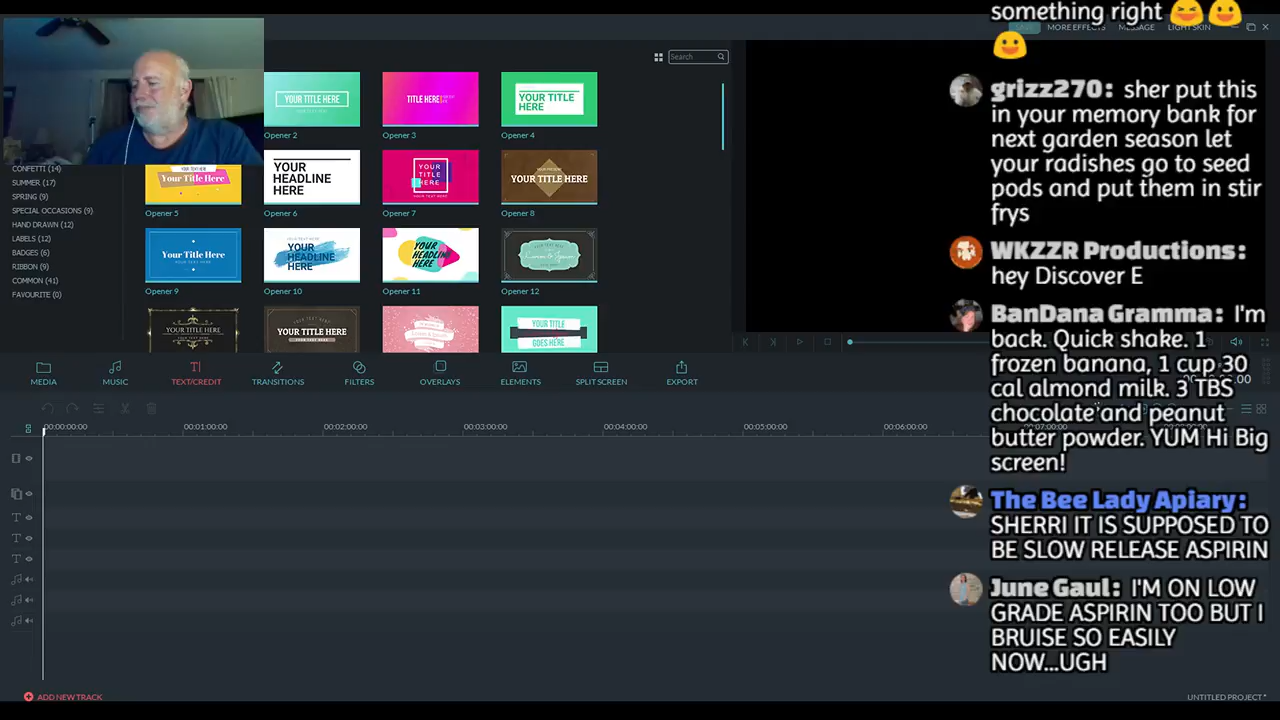 something right
MORE EFFECTS
MESSAGE
LIGHT SKIN
Search
YOUR TITLE HERE
TITLE HERE
YOUR TITLE
HERE
Opener 2
Opener 3
Opener 4
CONFETTI (14)
SUMMER (17)
SPRING (9)
SPECIAL OCCASIONS (9)
HAND DRAWN (12)
LABELS (12)
BADGES (6)
RIBBON (9)
COMMON (41)
FAVOURITE (0)
Your Title Here
YOUR
HEADLINE
HERE
YOUR
TITLE
HERE
YOUR TITLE HERE
Opener 5
Opener 6
Opener 7
Opener 8
Your Title Here
YOUR
HEADLINE
HERE
YOUR
HEADLINE
HERE
Opener 9
Opener 10
Opener 11
Opener 12
YOUR TITLE HERE
YOUR TITLE HERE
YOUR TITLE
GOES HERE
grizz270: sher put this
in your memory bank for
next garden season let
your radishes go to seed
pods and put them in stir
frys
WKZZR Productions:
hey Discover E
BanDana Gramma: I'm
back. Quick shake. 1
frozen banana, 1 cup 30
cal almond milk. 3 TBS
chocolate and peanut
butter powder. YUM Hi Big
screen!
The Bee Lady Apiary:
SHERRI IT IS SUPPOSED TO
BE SLOW RELEASE ASPIRIN
June Gaul: I'M ON LOW
GRADE ASPIRIN TOO BUT I
BRUISE SO EASILY
NOW...UGH
MEDIA
MUSIC
TEXT/CREDIT
TRANSITIONS
FILTERS
OVERLAYS
ELEMENTS
SPLIT SCREEN
EXPORT
00:00:00:00
00:01:00:00
00:02:00:00
00:03:00:00
00:04:00:00
00:05:00:00
00:06:00:00
ADD NEW TRACK
UNTITLED PROJECT*